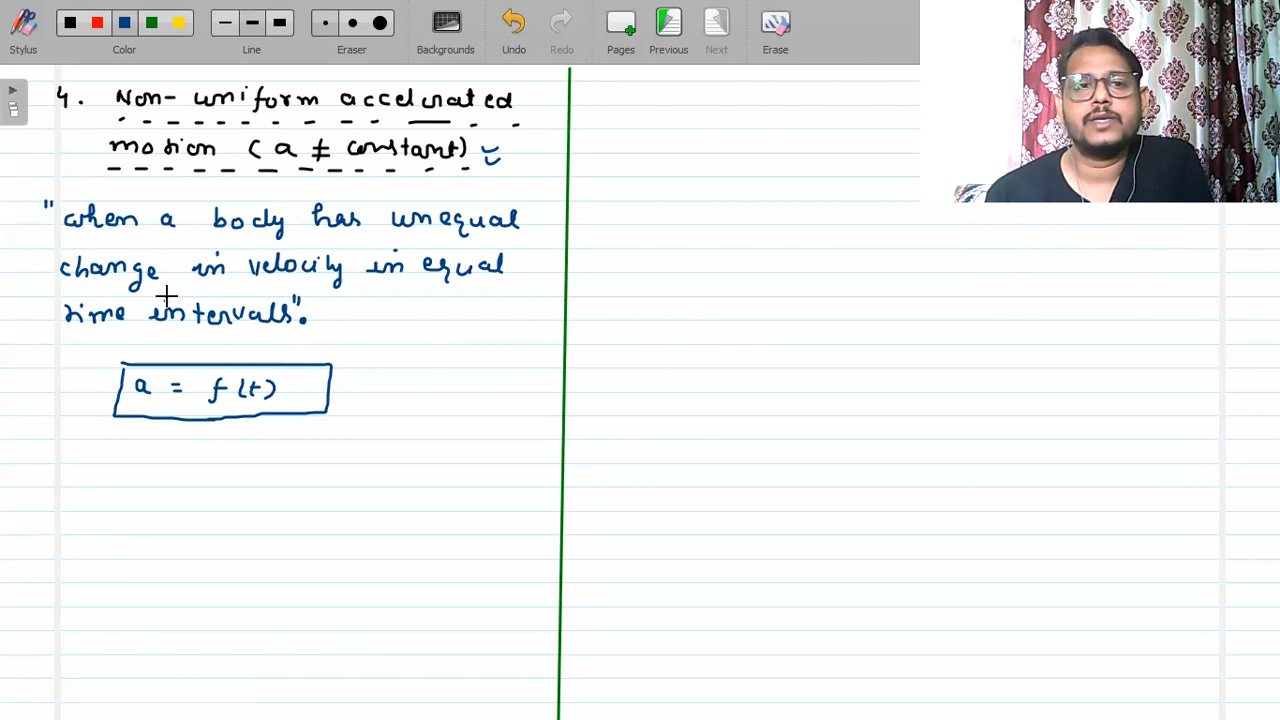 Stylus
Color
Line
Eraser
Backgrounds
Undo
Redo
Pages
Previous
Next
Erase
4. Non-uniform accelerated
motion (a ≠ constant)
"when a body has unequal
change in velocity in equal
time intervals".
a = f(t)